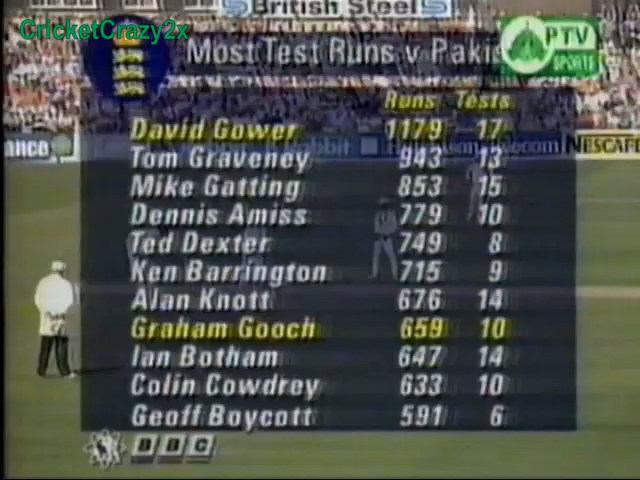 British Steel
CricketCrazy2x
Most Test Runs v Pakis
PTV
SPORTS
Runs Tests
David Gower 1179 17
Tom Graveney 943 13
Mike Gatting 853 15
Dennis Amiss 779 10
Ted Dexter 749 8
Ken Barrington 715 9
Alan Knott 676 14
Graham Gooch 659 10
Ian Botham 647 14
Colin Cowdrey 633 10
Geoff Boycott 591 6
NESCAFE
BBC